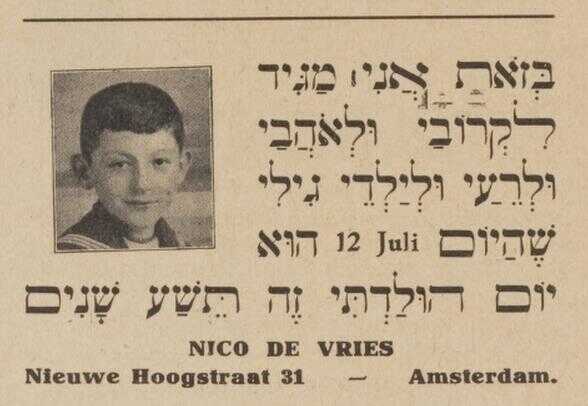 בְּזֹאת אֲנִי מַגִּיד
לִקְרוֹבַי וּלְאֹהֲבַי
וּלְרֵעַי וּלְיַלְדֵי גִילִי
שֶׁהַיּוֹם 12 Juli הוּא
יוֹם הוּלַּדְתִּי זֶה תֵּשַׁע שָׁנִים
NICO DE VRIES
Nieuwe Hoogstraat 31 — Amsterdam.